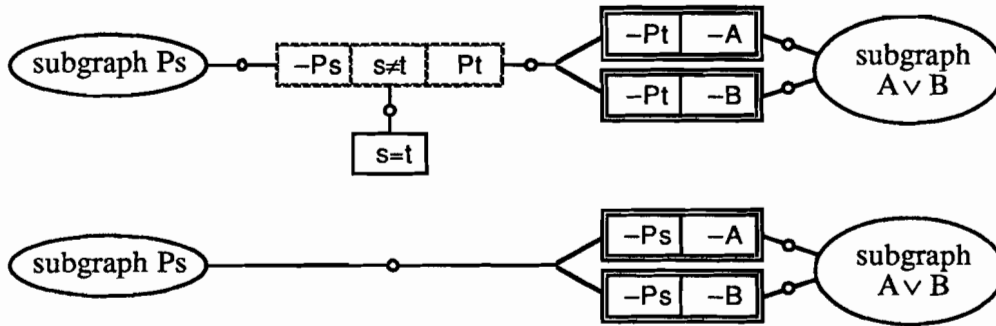 −Pt −A
subgraph Ps −Ps s≠t Pt subgraph
−Pt −B A ∨ B
s=t
−Ps −A
subgraph Ps subgraph
−Ps −B A ∨ B